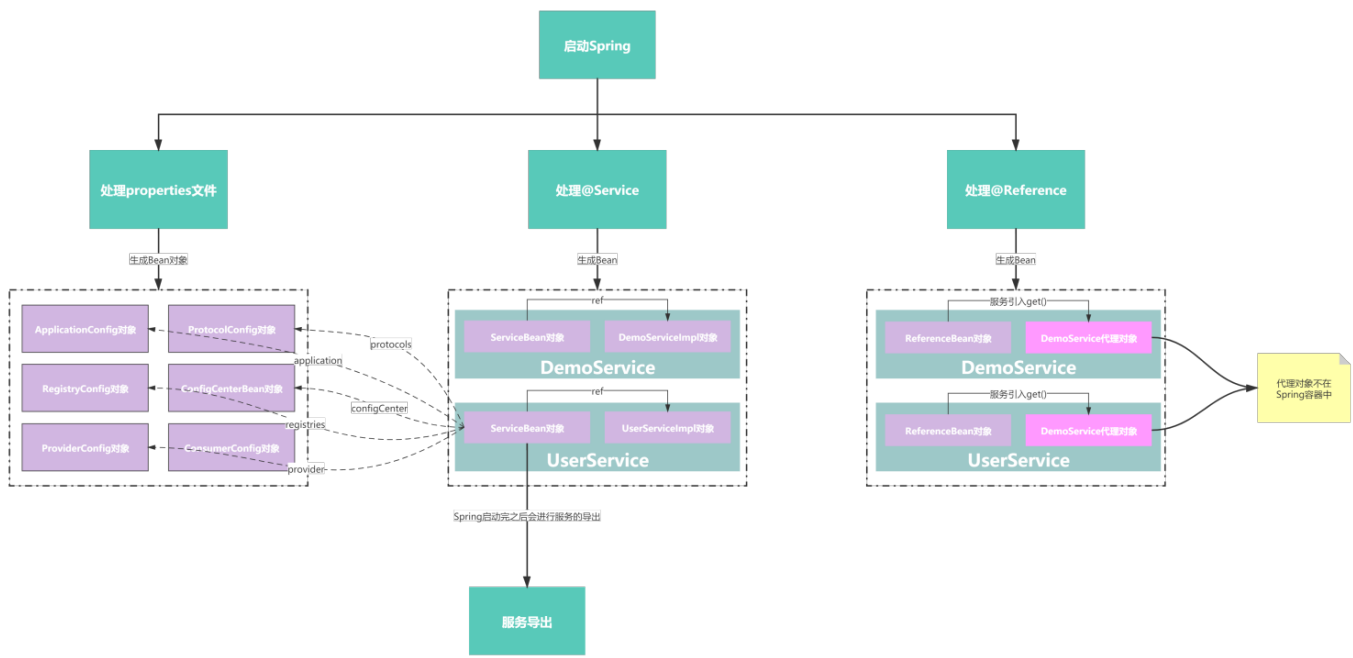 启动Spring
处理properties文件
处理@Service
处理@Reference
生成Bean对象
生成Bean
生成Bean
ApplicationConfig对象
ProtocolConfig对象
RegistryConfig对象
ConfigCenterBean对象
ProviderConfig对象
ConsumerConfig对象
protocols
application
configCenter
registries
provider
ref
ServiceBean对象
DemoServiceImpl对象
DemoService
ref
ServiceBean对象
UserServiceImpl对象
UserService
服务引入get()
ReferenceBean对象
DemoService代理对象
DemoService
服务引入get()
ReferenceBean对象
DemoService代理对象
UserService
代理对象不在
Spring容器中
Spring启动完之后会进行服务的导出
服务导出